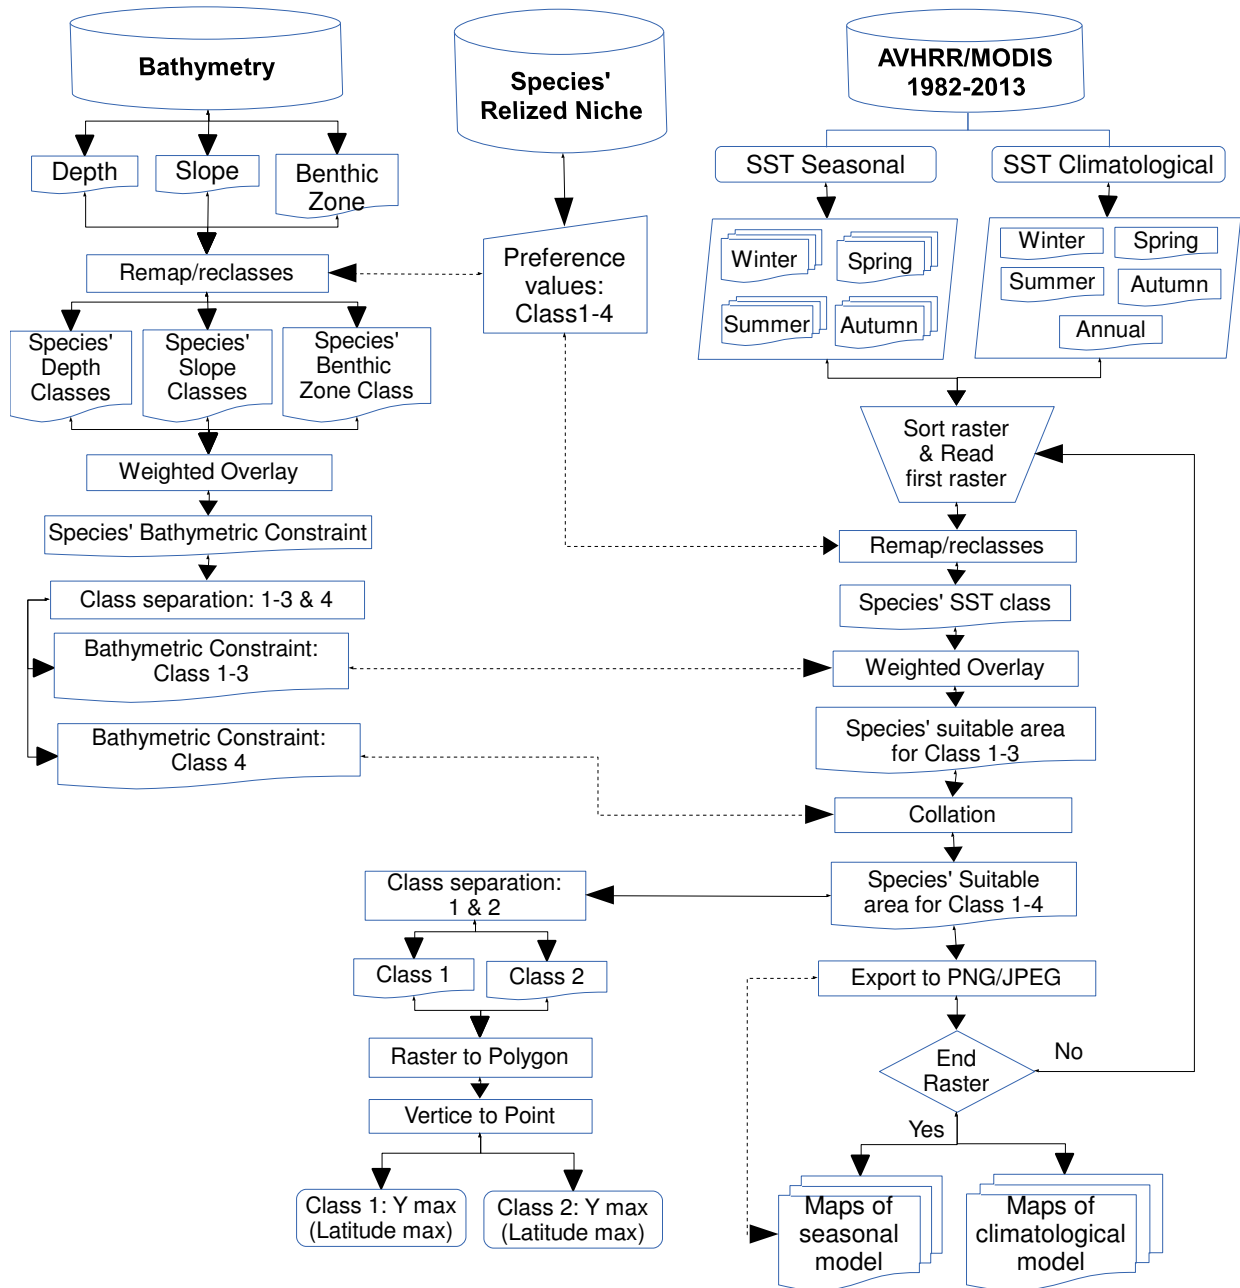 Bathymetry
Species'
Relized Niche
AVHRR/MODIS
1982-2013
Depth
Slope
Benthic
Zone
SST Seasonal
SST Climatological
Remap/reclasses
Preference
values:
Class1-4
Winter
Spring
Summer
Autumn
Winter
Spring
Summer
Autumn
Annual
Species'
Depth
Classes
Species'
Slope
Classes
Species'
Benthic
Zone Class
Sort raster
& Read
first raster
Weighted Overlay
Species' Bathymetric Constraint
Remap/reclasses
Class separation: 1-3 & 4
Species' SST class
Bathymetric Constraint:
Class 1-3
Weighted Overlay
Bathymetric Constraint:
Class 4
Species' suitable area
for Class 1-3
Collation
Class separation:
1 & 2
Species' Suitable
area for Class 1-4
Class 1
Class 2
Export to PNG/JPEG
Raster to Polygon
End
Raster
No
Vertice to Point
Yes
Class 1: Y max
(Latitude max)
Class 2: Y max
(Latitude max)
Maps of
seasonal
model
Maps of
climatological
model